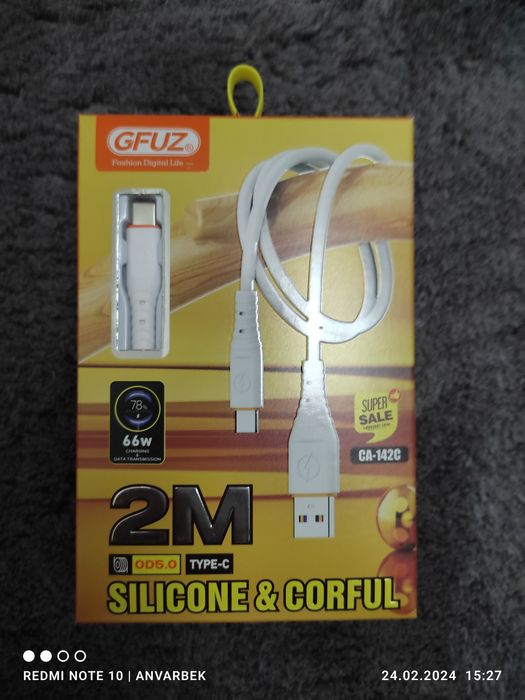 GFUZ®
Fashion Digital Life
78%
66W
CHARGING
&
DATA TRANSMISSION
SUPER
SALE
CA-142C
2M
OD5.0 TYPE-C
SILICONE & CORFUL
REDMI NOTE 10 | ANVARBEK
24.02.2024 15:27